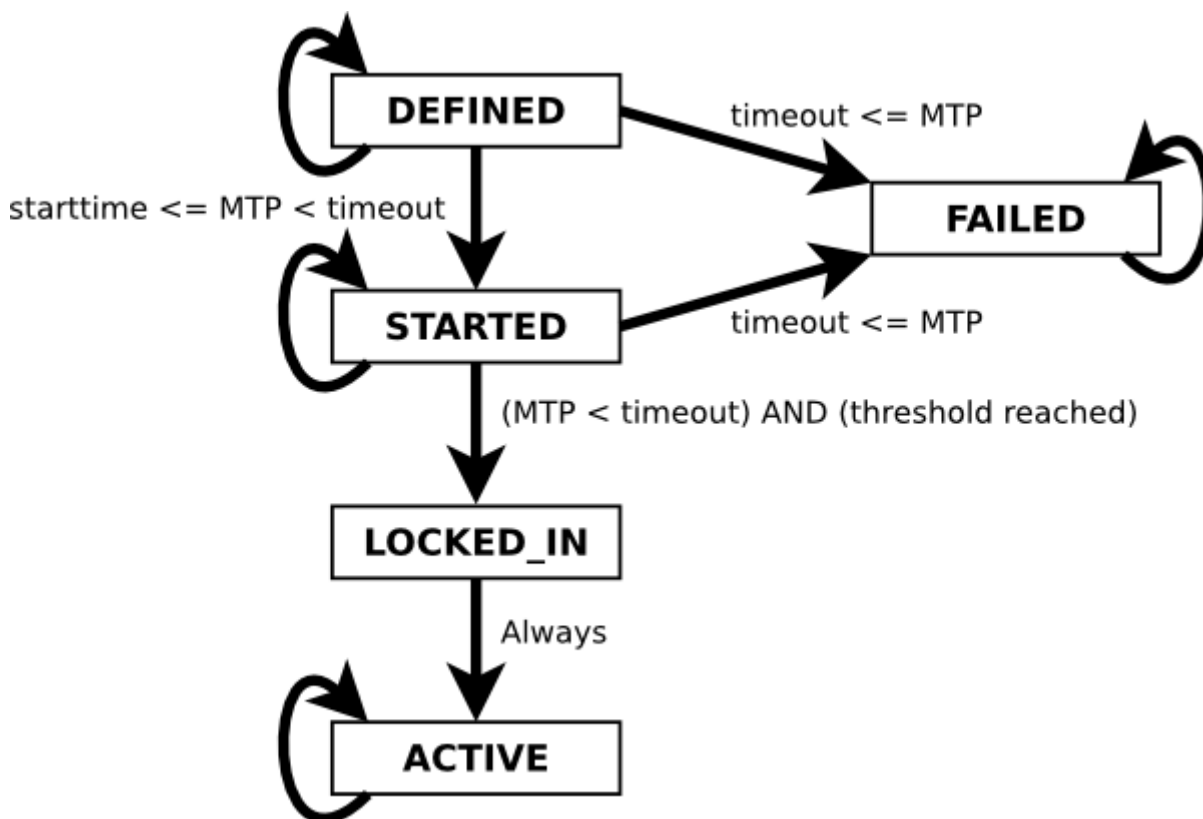 DEFINED
timeout <= MTP
starttime <= MTP < timeout
FAILED
STARTED
timeout <= MTP
(MTP < timeout) AND (threshold reached)
LOCKED_IN
Always
ACTIVE